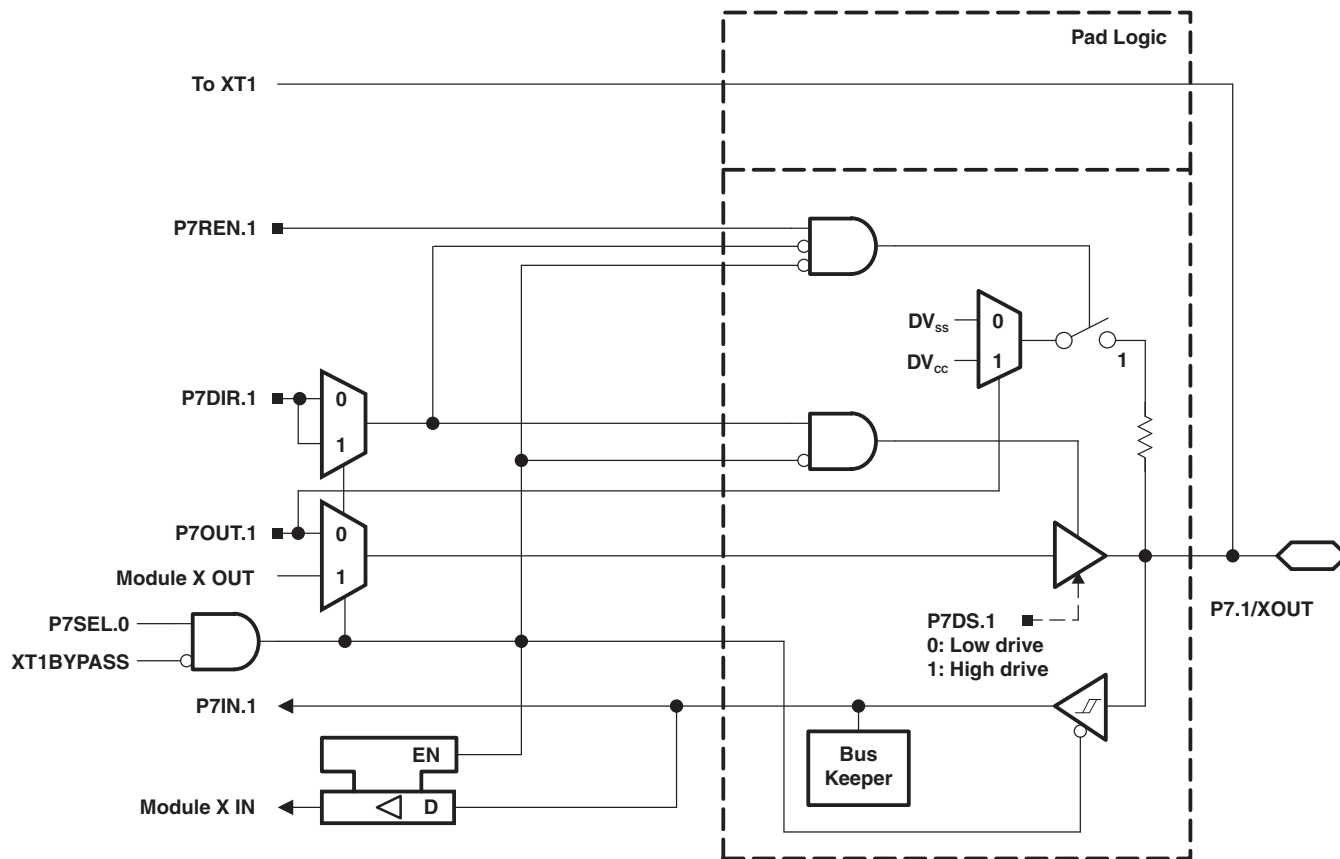 Pad Logic
To XT1
P7REN.1
DVss
0
DVcc
1
1
P7DIR.1
0
1
P7OUT.1
0
Module X OUT
1
P7SEL.0
XT1BYPASS
P7DS.1
0: Low drive
1: High drive
P7.1/XOUT
P7IN.1
EN
Bus
Keeper
Module X IN
D